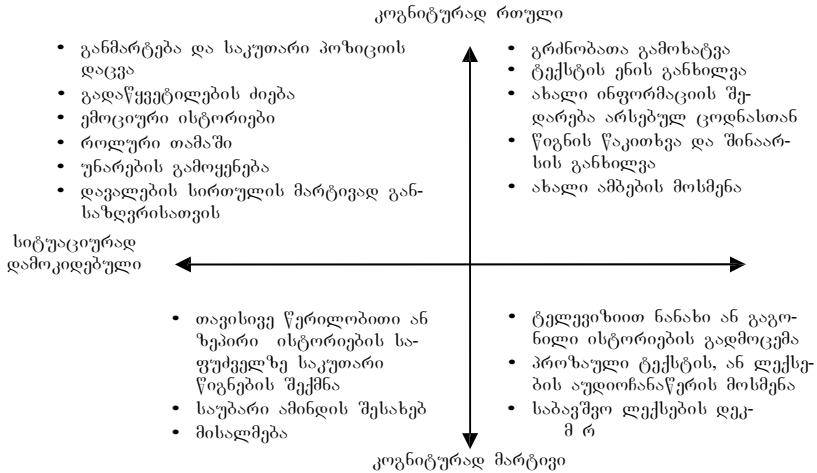 კოგნიტურად რთული
• განმარტება და საკუთარი პოზიციის
დაცვა
• გადაწყვეტილების ძიება
• ემოციური ისტორიები
• როლური თამაში
• უნარების გამოყენება
• დავალების სირთულის მარტივად გან-
საზღვრისათვის
• გრძნობათა გამოხატვა
• ტექსტის ენის განხილვა
• ახალი ინფორმაციის შე-
დარება არსებულ ცოდნასთან
• წიგნის წაკითხვა და შინაარ-
სის განხილვა
• ახალი ამბების მოსმენა
სიტუაციურად
დამოკიდებული
• თავისივე წერილობითი ან
ზეპირი ისტორიების სა-
ფუძველზე საკუთარი
წიგნების შექმნა
• საუბარი ამინდის შესახებ
• მისალმება
• ტელევიზიით ნანახი ან გაგო-
ნილი ისტორიების გადმოცემა
• პროზაული ტექსტის, ან ლექსე-
ბის აუდიოჩანაწერის მოსმენა
• საბავშვო ლექსების დეკ-
კოგნიტურად მარტივი